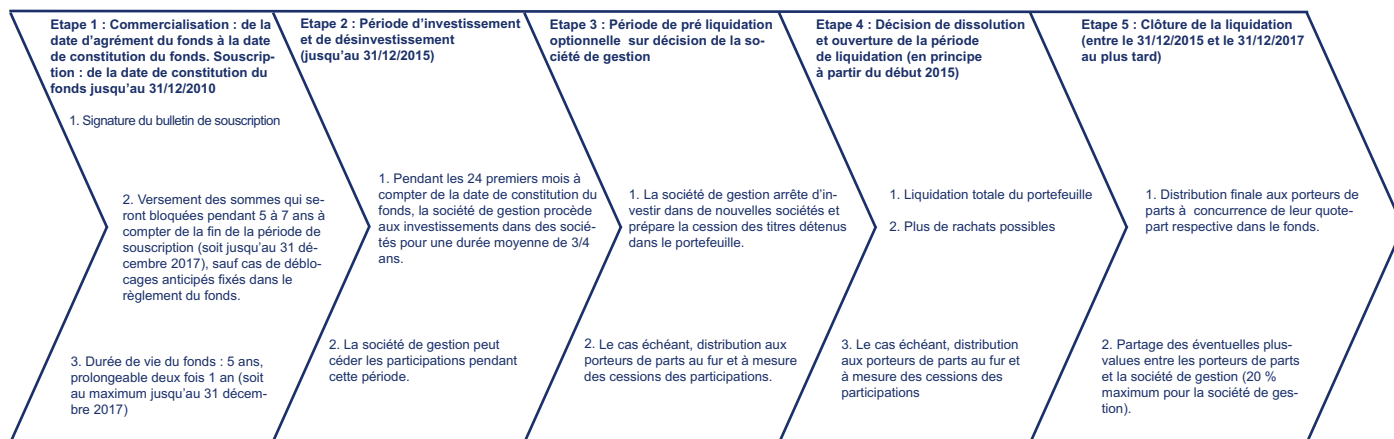 Etape 1 : Commercialisation : de la
date d’agrément du fonds à la date
de constitution du fonds. Souscrip-
tion : de la date de constitution du
fonds jusqu’au 31/12/2010
1. Signature du bulletin de souscription
2. Versement des sommes qui se-
ront bloquées pendant 5 à 7 ans à
compter de la fin de la période de
souscription (soit jusqu’au 31 dé-
cembre 2017), sauf cas de déblo-
cages anticipés fixés dans le
règlement du fonds.
3. Durée de vie du fonds : 5 ans,
prolongeable deux fois 1 an (soit
au maximum jusqu’au 31 décem-
bre 2017)
Etape 2 : Période d’investissement
et de désinvestissement
(jusqu’au 31/12/2015)
1. Pendant les 24 premiers mois à
compter de la date de constitution du
fonds, la société de gestion procède
aux investissements dans des socié-
tés pour une durée moyenne de 3/4
ans.
2. La société de gestion peut
céder les participations pendant
cette période.
Etape 3 : Période de pré liquidation
optionnelle sur décision de la so-
ciété de gestion
1. La société de gestion arrête d’in-
vestir dans de nouvelles sociétés et
prépare la cession des titres détenus
dans le portefeuille.
2. Le cas échéant, distribution aux
porteurs de parts au fur et à mesure
des cessions des participations.
Etape 4 : Décision de dissolution
et ouverture de la période
de liquidation (en principe
à partir du début 2015)
1. Liquidation totale du portefeuille
2. Plus de rachats possibles
3. Le cas échéant, distribution
aux porteurs de parts au fur et
à mesure des cessions des
participations
Etape 5 : Clôture de la liquidation
(entre le 31/12/2015 et le 31/12/2017
au plus tard)
1. Distribution finale aux porteurs de
parts à concurrence de leur quote-
part respective dans le fonds.
2. Partage des éventuelles plus-
values entre les porteurs de parts
et la société de gestion (20 %
maximum pour la société de ges-
tion).